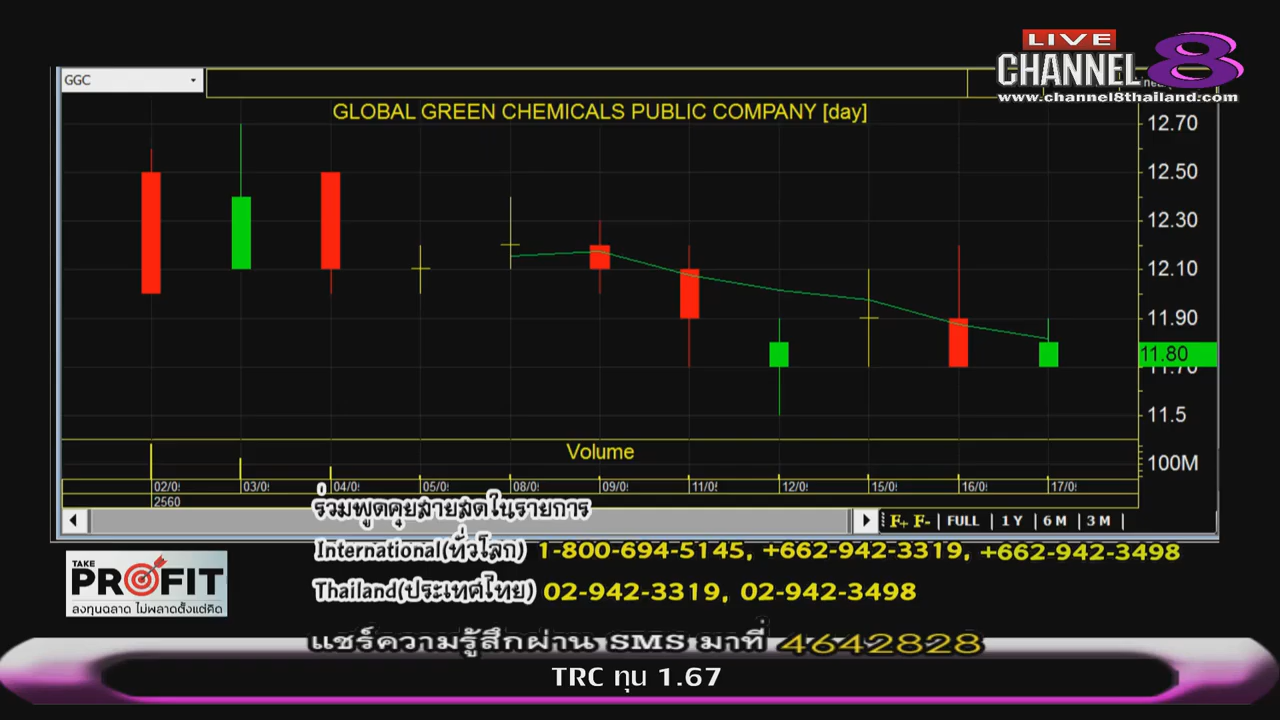 LIVE
CHANNEL 8
www.channel8thailand.com
GGC
GLOBAL GREEN CHEMICALS PUBLIC COMPANY [day]
12.70
12.50
12.30
12.10
11.90
11.80
11.70
11.5
Volume
100M
02/0 03/0 04/0 05/0 08/0 09/0 11/0 12/0 15/0 16/0 17/0
2560
F+ F- FULL 1 Y 6 M 3 M
ร่วมพูดคุยสายสดในรายการ
International(ทั่วโลก) 1-800-694-5145, +662-942-3319, +662-942-3498
Thailand(ประเทศไทย) 02-942-3319, 02-942-3498
TAKE
PROFIT
ลงทุนฉลาด ไม่พลาดตั้งแต่คิด
แชร์ความรู้สึกผ่าน SMS มาที่ 4642828
TRC ทุน 1.67